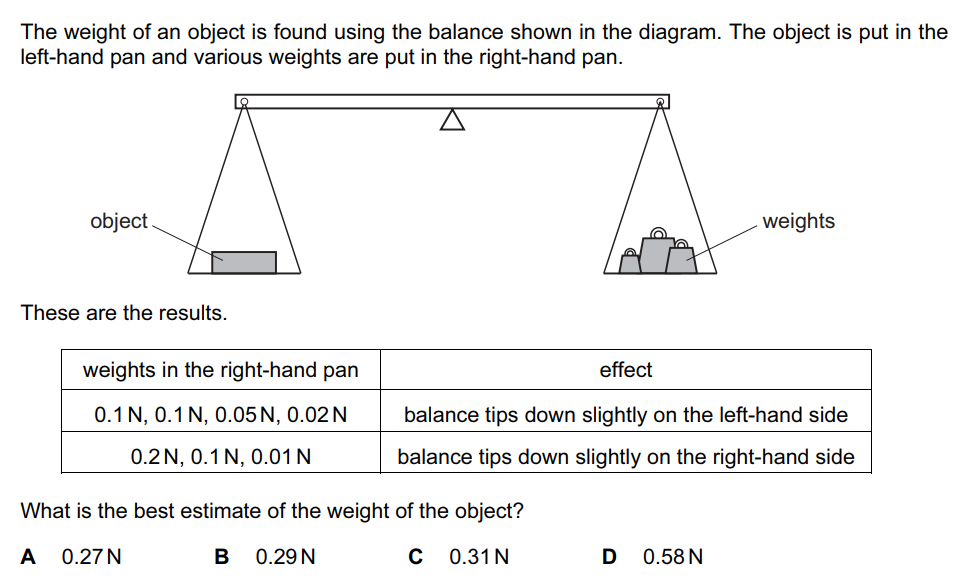 The weight of an object is found using the balance shown in the diagram. The object is put in the
left-hand pan and various weights are put in the right-hand pan.
object
weights
These are the results.
weights in the right-hand pan effect
0.1 N, 0.1 N, 0.05 N, 0.02 N balance tips down slightly on the left-hand side
0.2 N, 0.1 N, 0.01 N balance tips down slightly on the right-hand side
What is the best estimate of the weight of the object?
A 0.27 N B 0.29 N C 0.31 N D 0.58 N